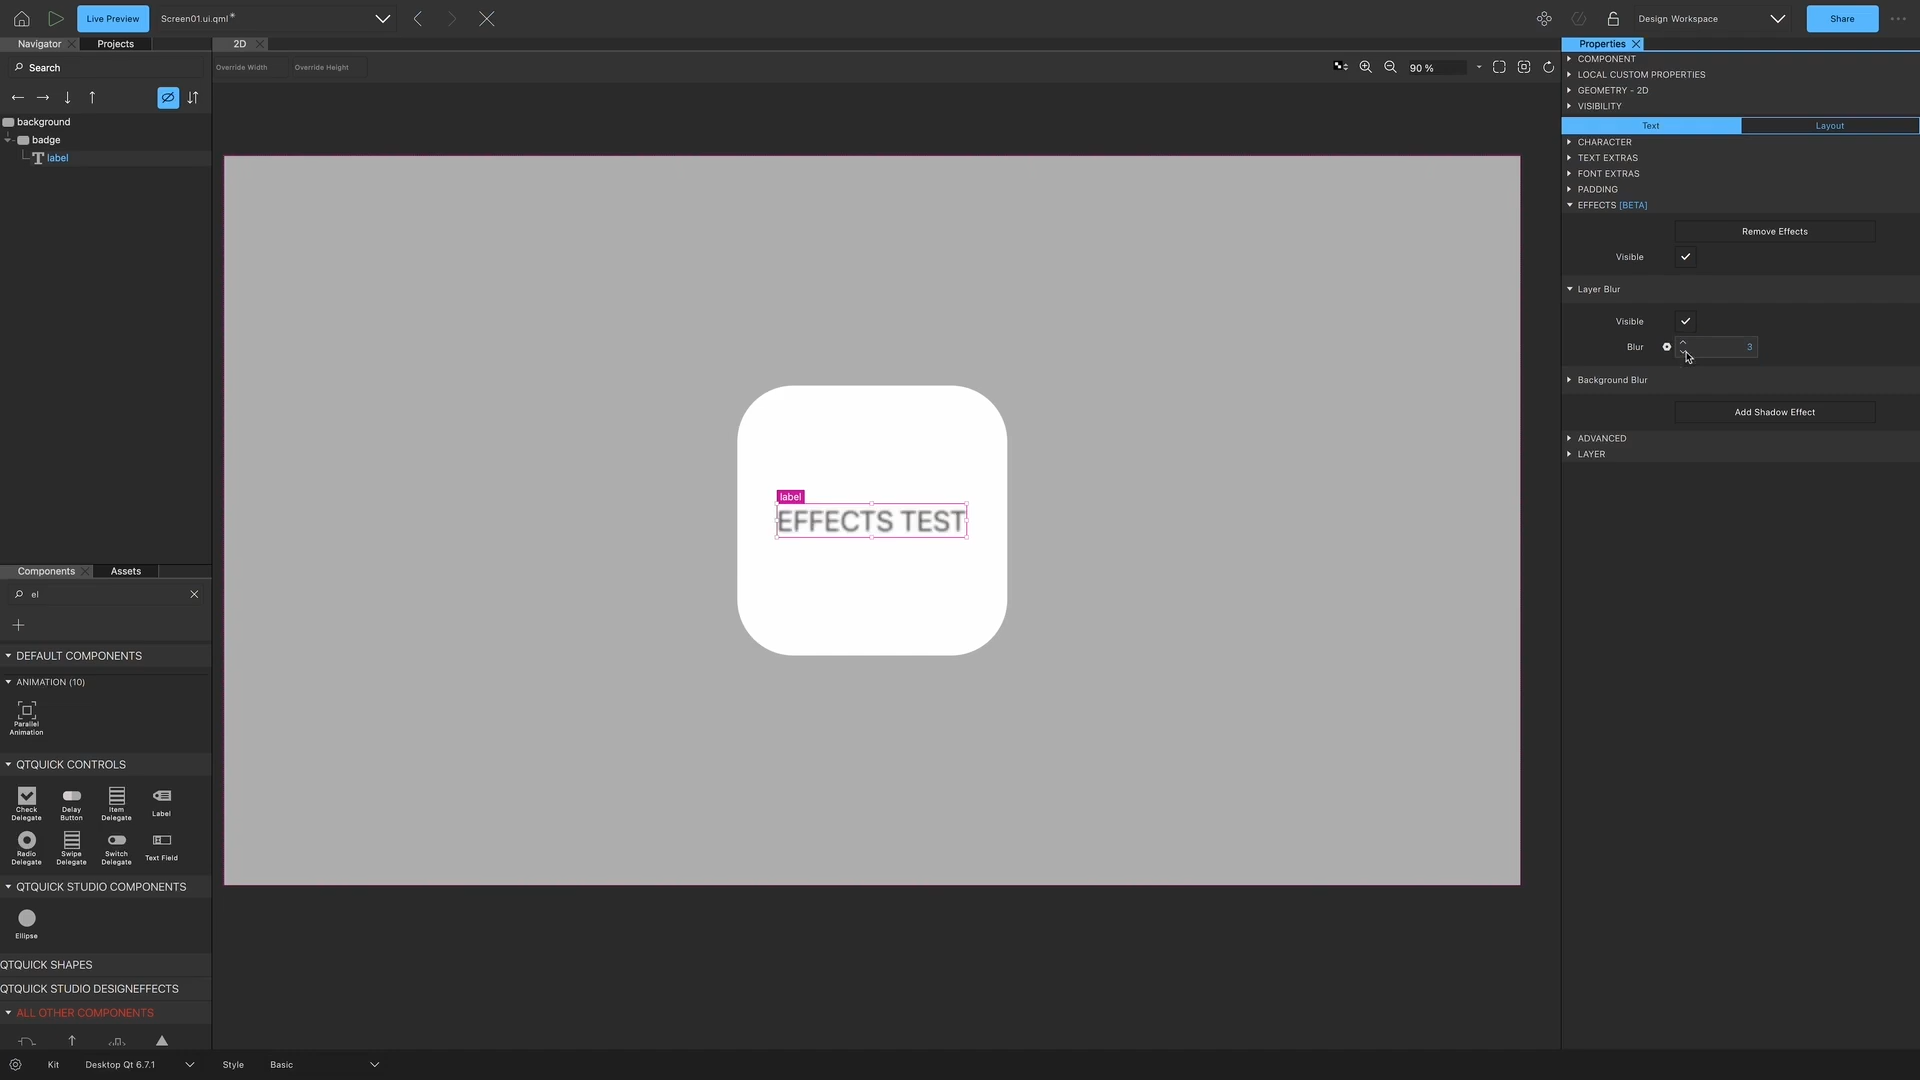 Live Preview
Screen01.ui.qml*
Design Workspace
Share
Navigator
Projects
2D
Properties
Search
Override Width
Override Height
90 %
COMPONENT
LOCAL CUSTOM PROPERTIES
GEOMETRY - 2D
VISIBILITY
background
badge
label
Text
Layout
CHARACTER
TEXT EXTRAS
FONT EXTRAS
PADDING
EFFECTS [BETA]
Remove Effects
Visible
Layer Blur
Visible
Blur
3
Background Blur
Add Shadow Effect
ADVANCED
LAYER
label
EFFECTS TEST
Components
Assets
el
DEFAULT COMPONENTS
ANIMATION (10)
Parallel
Animation
QTQUICK CONTROLS
Check
Delegate
Delay
Button
Item
Delegate
Label
Radio
Delegate
Swipe
Delegate
Switch
Delegate
Text Field
QTQUICK STUDIO COMPONENTS
Ellipse
QTQUICK SHAPES
QTQUICK STUDIO DESIGNEFFECTS
ALL OTHER COMPONENTS
Kit
Desktop Qt 6.7.1
Style
Basic